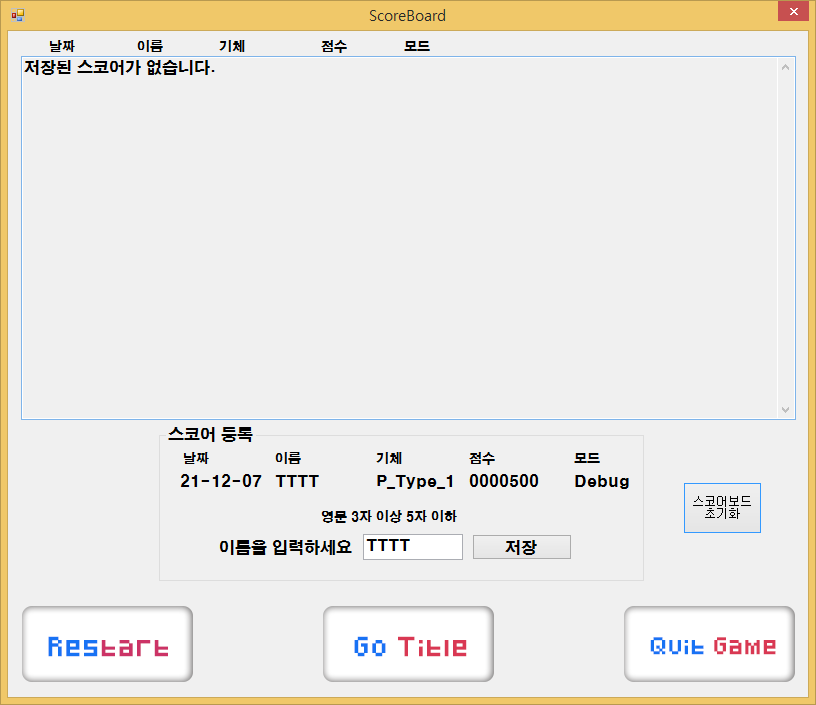 ScoreBoard
날짜 이름 기체 점수 모드
저장된 스코어가 없습니다.
스코어 등록
날짜 이름 기체 점수 모드
21-12-07 TTTT P_Type_1 0000500 Debug
영문 3자 이상 5자 이하
이름을 입력하세요 TTTT 저장
스코어보드
초기화
Restart Go Title Quit Game